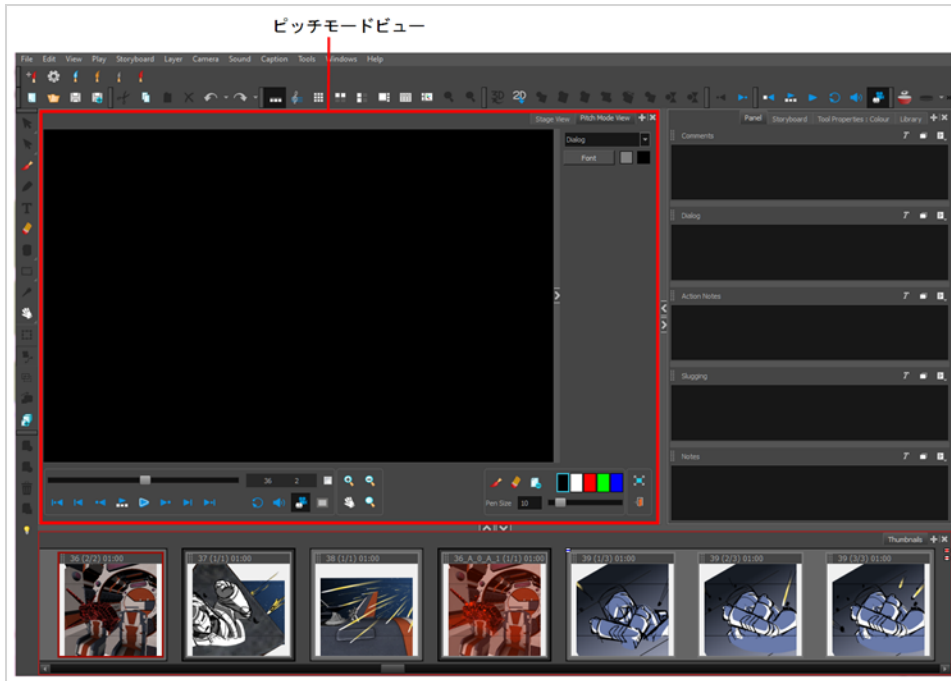 ピッチモードビュー
File Edit View Play Storyboard Layer Camera Sound Caption Tools Windows Help
3D 2D
Stage View Pitch Mode View
Panel Storyboard Tool Properties : Colour Library
Dialog
Font
Comments
Dialog
Action Notes
Slugging
Notes
36 2
Pen Size 10
Thumbnails
36 (2/2) 01:00 37 (1/1) 01:00 38 (1/1) 01:00 36_A_0_A_1 (1/1) 01:00 39 (1/3) 01:00 39 (2/3) 01:00 39 (3/3) 01:00